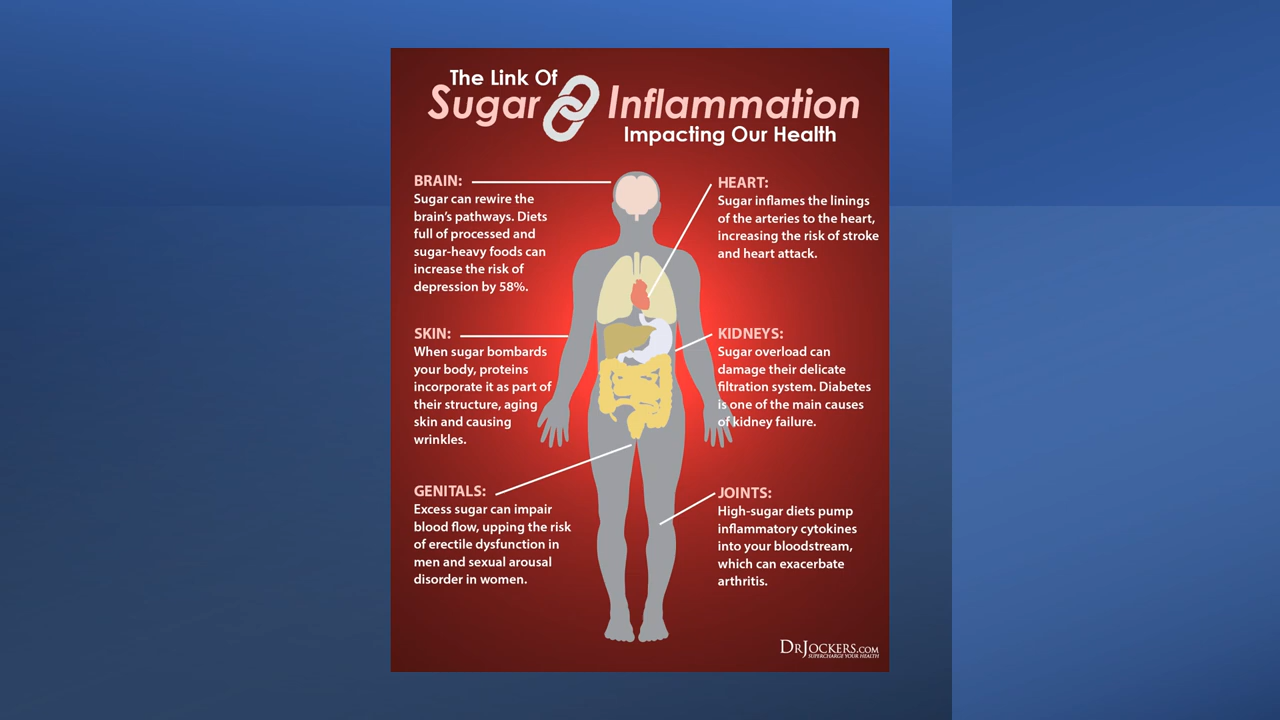 The Link Of
Sugar Inflammation
Impacting Our Health
BRAIN:
Sugar can rewire the
brain's pathways. Diets
full of processed and
sugar-heavy foods can
increase the risk of
depression by 58%.
HEART:
Sugar inflames the linings
of the arteries to the heart,
increasing the risk of stroke
and heart attack.
SKIN:
When sugar bombards
your body, proteins
incorporate it as part of
their structure, aging
skin and causing
wrinkles.
KIDNEYS:
Sugar overload can
damage their delicate
filtration system. Diabetes
is one of the main causes
of kidney failure.
GENITALS:
Excess sugar can impair
blood flow, upping the risk
of erectile dysfunction in
men and sexual arousal
disorder in women.
JOINTS:
High-sugar diets pump
inflammatory cytokines
into your bloodstream,
which can exacerbate
arthritis.
DRJOCKERS.COM
SUPERCHARGE YOUR HEALTH